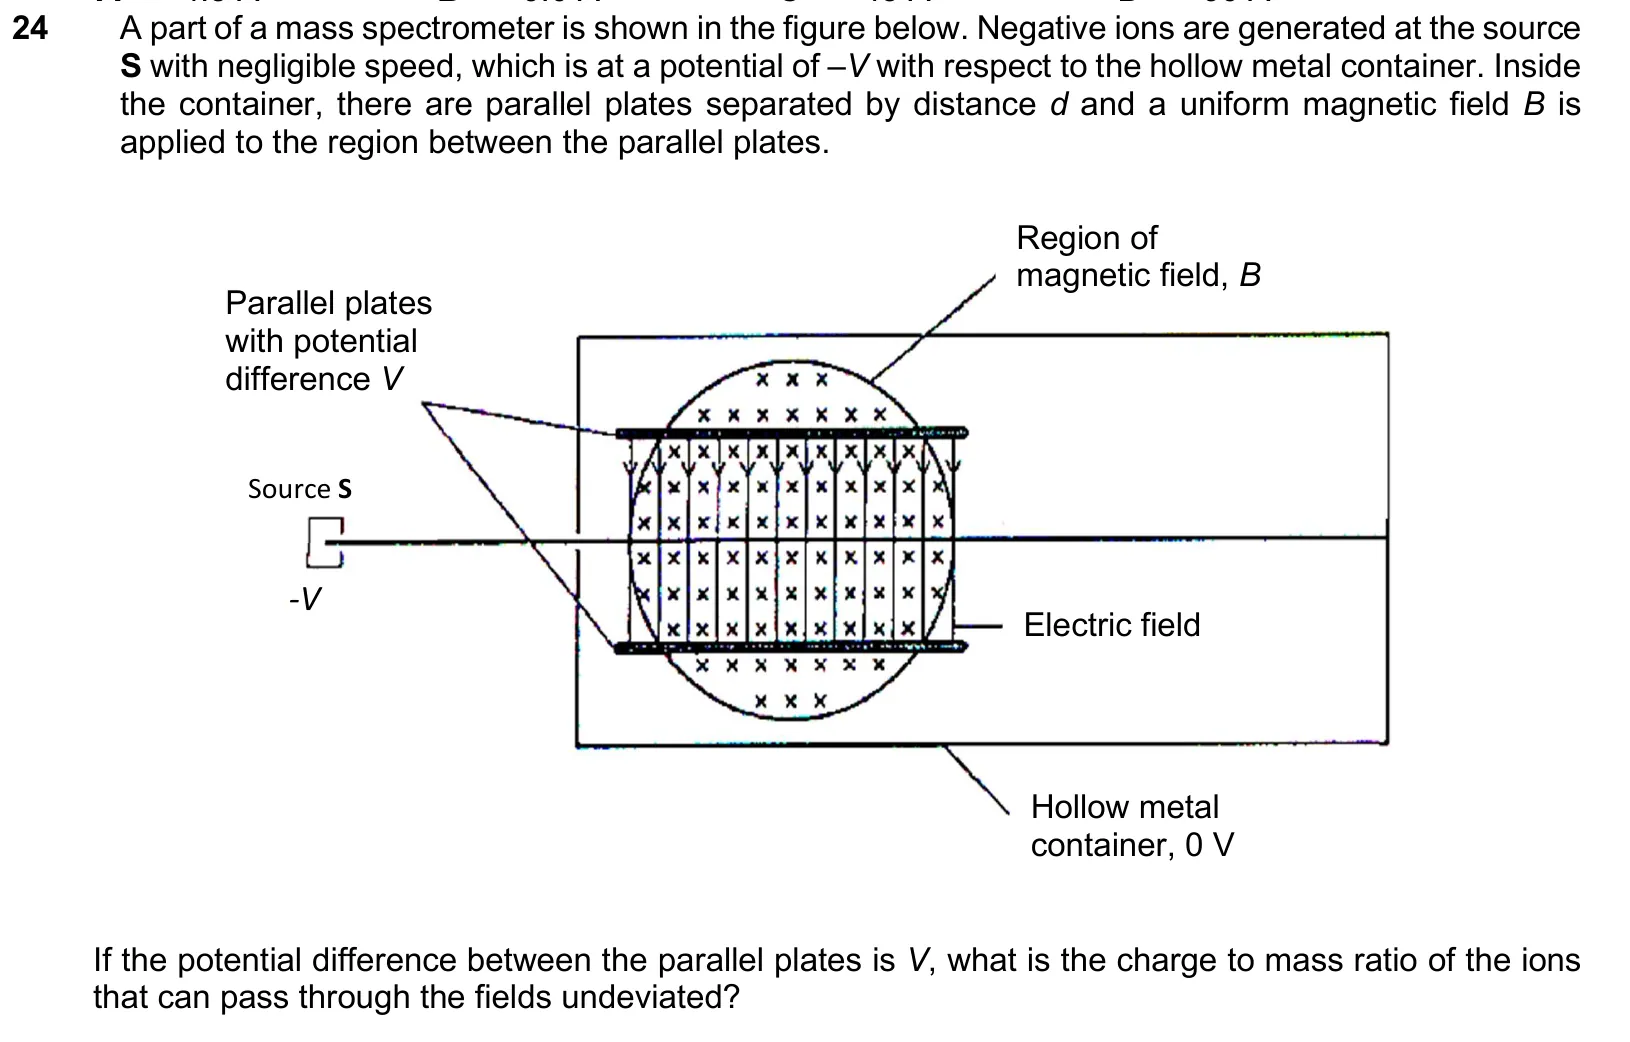 24 A part of a mass spectrometer is shown in the figure below. Negative ions are generated at the source
S with negligible speed, which is at a potential of –V with respect to the hollow metal container. Inside
the container, there are parallel plates separated by distance d and a uniform magnetic field B is
applied to the region between the parallel plates.
Region of
magnetic field, B
Parallel plates
with potential
difference V
Source S
-V
Electric field
Hollow metal
container, 0 V
If the potential difference between the parallel plates is V, what is the charge to mass ratio of the ions
that can pass through the fields undeviated?